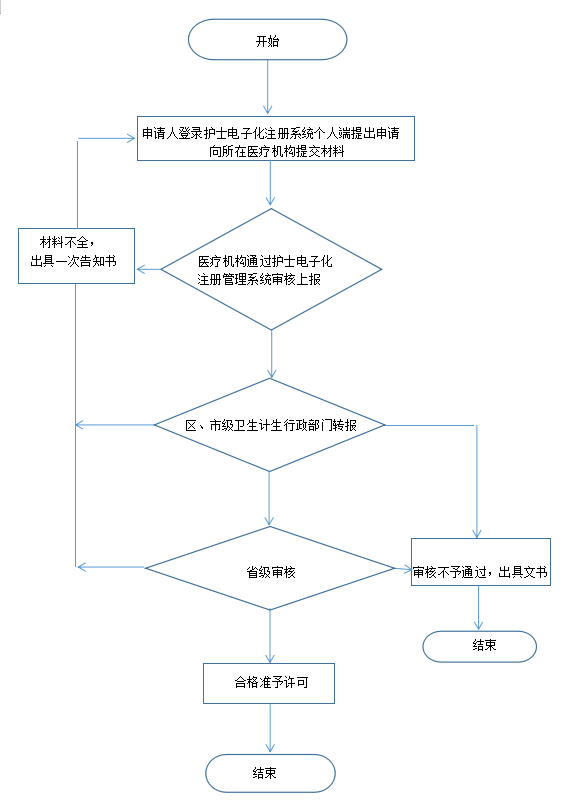 开始
申请人登录护士电子化注册系统个人端提出申请
向所在医疗机构提交材料
材料不全，
出具一次告知书
医疗机构通过护士电子化
注册管理系统审核上报
区、市级卫生计生行政部门转报
省级审核
审核不予通过，出具文书
结束
合格准予许可
结束